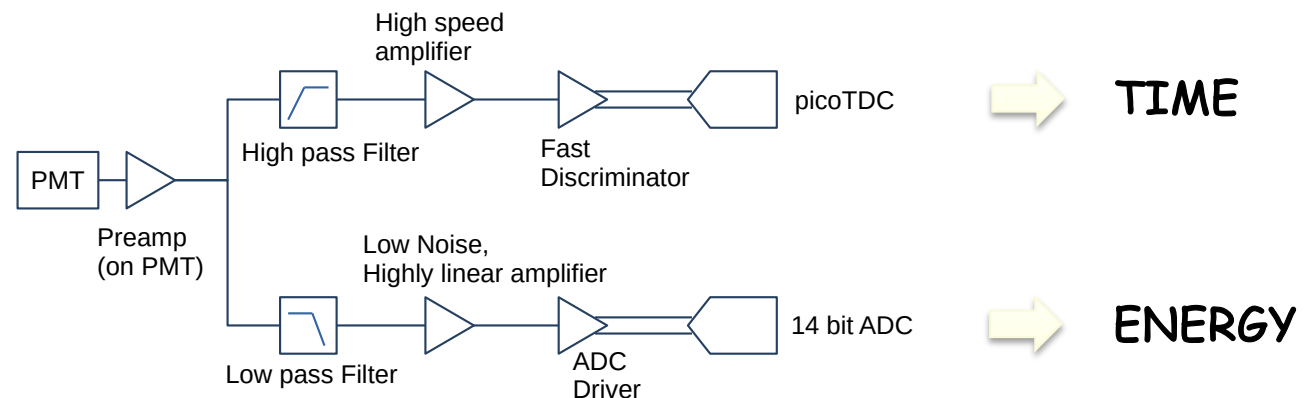 High speed
amplifier
picoTDC
TIME
High pass Filter
Fast
Discriminator
PMT
Preamp
(on PMT)
Low Noise,
Highly linear amplifier
14 bit ADC
ENERGY
Low pass Filter
ADC
Driver